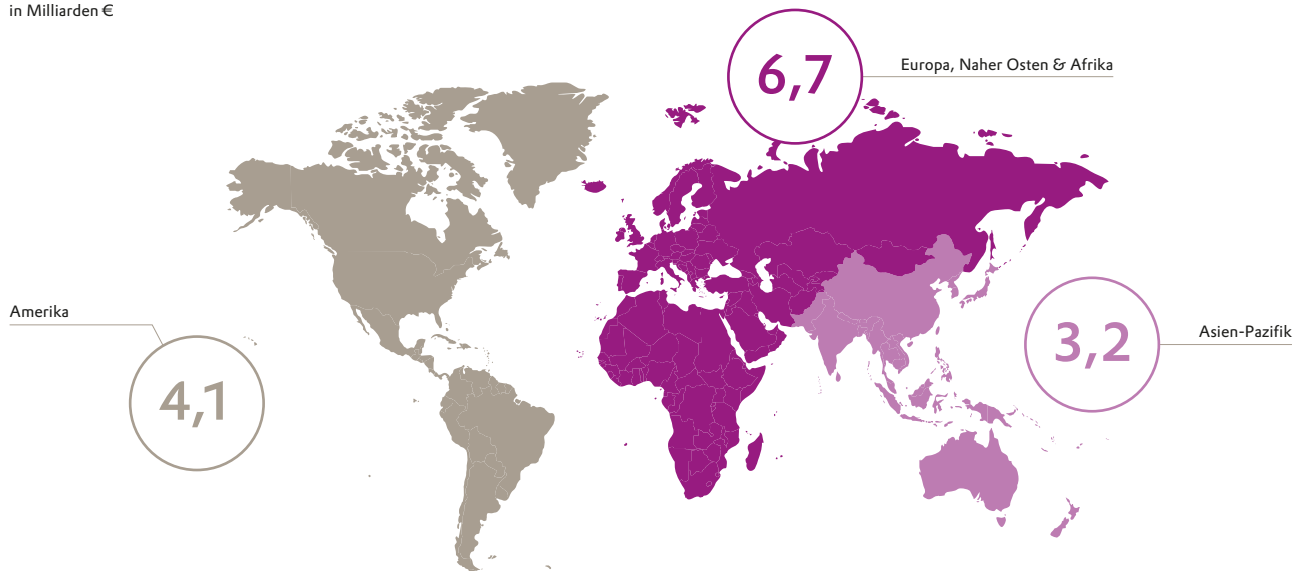 in Milliarden €
6,7
Europa, Naher Osten & Afrika
Amerika
4,1
3,2
Asien-Pazifik